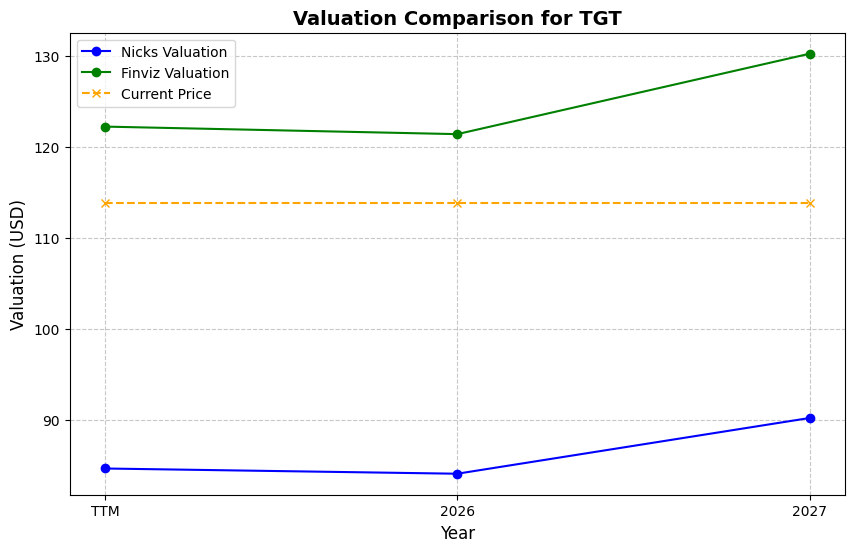 Valuation Comparison for TGT
Nicks Valuation
Finviz Valuation
Current Price
Valuation (USD)
130
120
110
100
90
TTM
2026
2027
Year